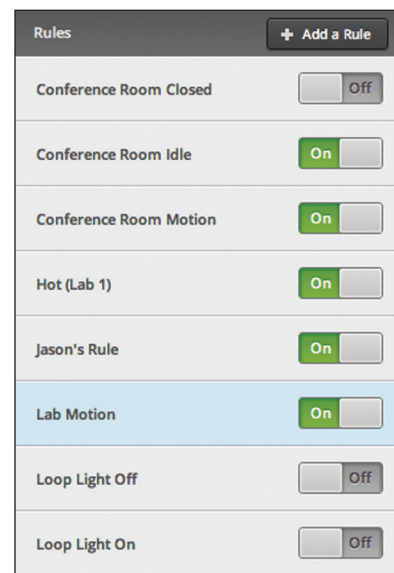 Rules
+ Add a Rule
Conference Room Closed Off
Conference Room Idle On
Conference Room Motion On
Hot (Lab 1) On
Jason's Rule On
Lab Motion On
Loop Light Off Off
Loop Light On Off